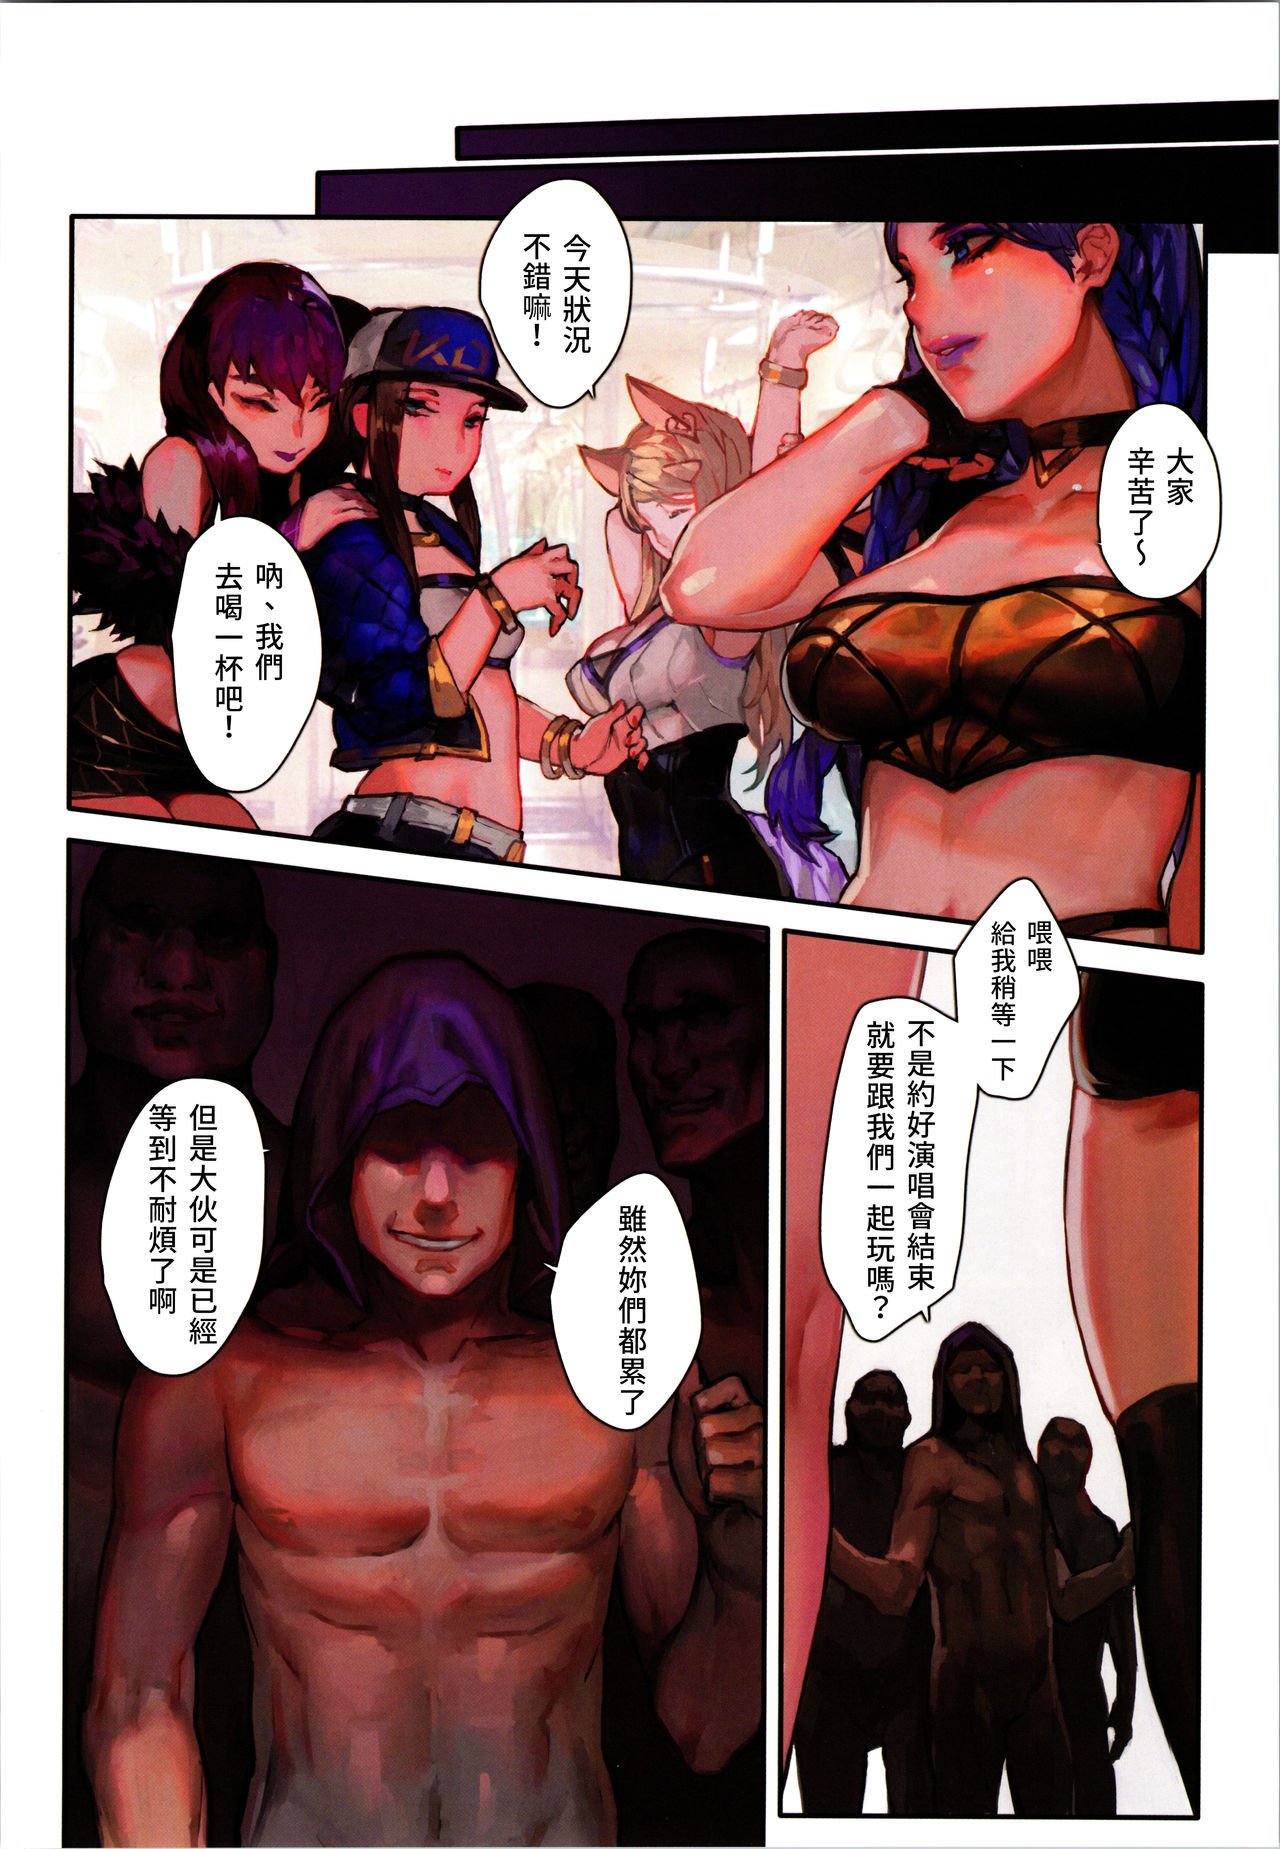 大家
辛苦了~
今天狀況
不錯嘛！
KD
吶、我們
去喝一杯吧！
喂喂
給我稍等一下
不是約好演唱會結束
就要跟我們一起玩嗎？
雖然妳們都累了
但是大伙可是已經
等到不耐煩了啊